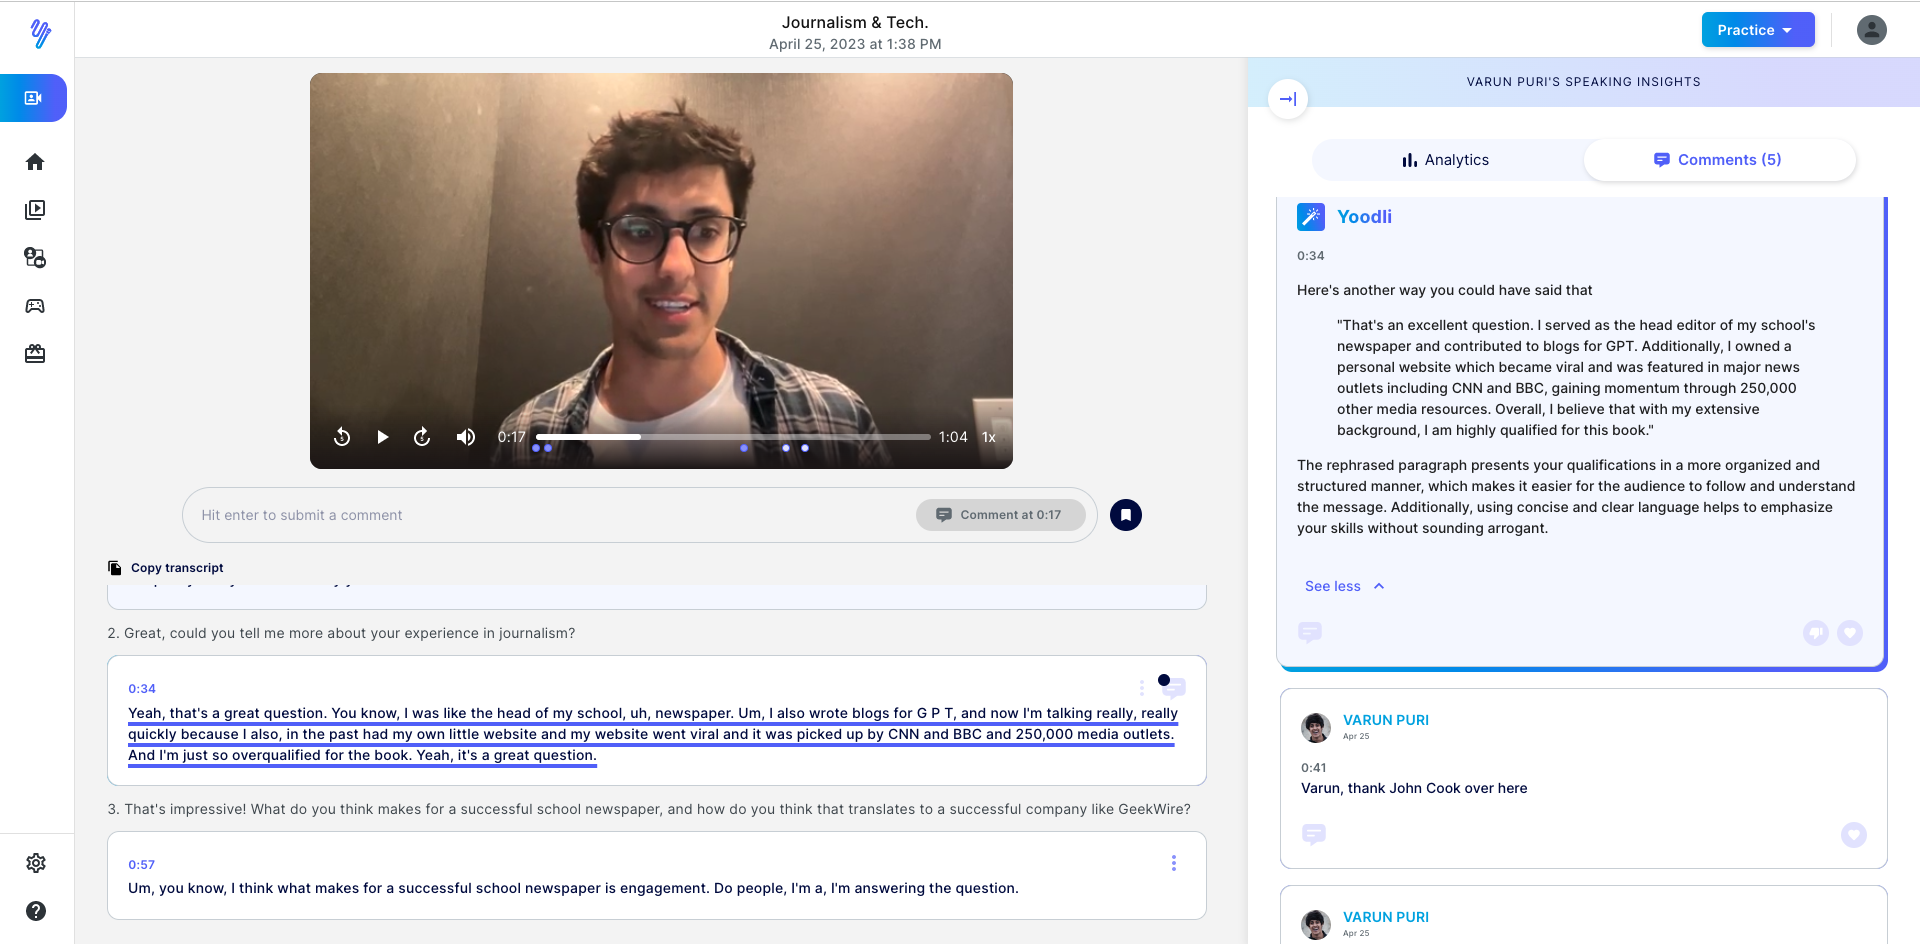 Journalism & Tech.
April 25, 2023 at 1:38 PM
Practice
VARUN PURI'S SPEAKING INSIGHTS
Analytics
Comments (5)
0:17
1:04
1x
Hit enter to submit a comment
Comment at 0:17
Copy transcript
2. Great, could you tell me more about your experience in journalism?
0:34
Yeah, that's a great question. You know, I was like the head of my school, uh, newspaper. Um, I also wrote blogs for G P T, and now I'm talking really, really
quickly because I also, in the past had my own little website and my website went viral and it was picked up by CNN and BBC and 250,000 media outlets.
And I'm just so overqualified for the book. Yeah, it's a great question.
3. That's impressive! What do you think makes for a successful school newspaper, and how do you think that translates to a successful company like GeekWire?
0:57
Um, you know, I think what makes for a successful school newspaper is engagement. Do people, I'm a, I'm answering the question.
Yoodli
0:34
Here's another way you could have said that
"That's an excellent question. I served as the head editor of my school's
newspaper and contributed to blogs for GPT. Additionally, I owned a
personal website which became viral and was featured in major news
outlets including CNN and BBC, gaining momentum through 250,000
other media resources. Overall, I believe that with my extensive
background, I am highly qualified for this book."
The rephrased paragraph presents your qualifications in a more organized and
structured manner, which makes it easier for the audience to follow and understand
the message. Additionally, using concise and clear language helps to emphasize
your skills without sounding arrogant.
See less
VARUN PURI
Apr 25
0:41
Varun, thank John Cook over here
VARUN PURI
Apr 25